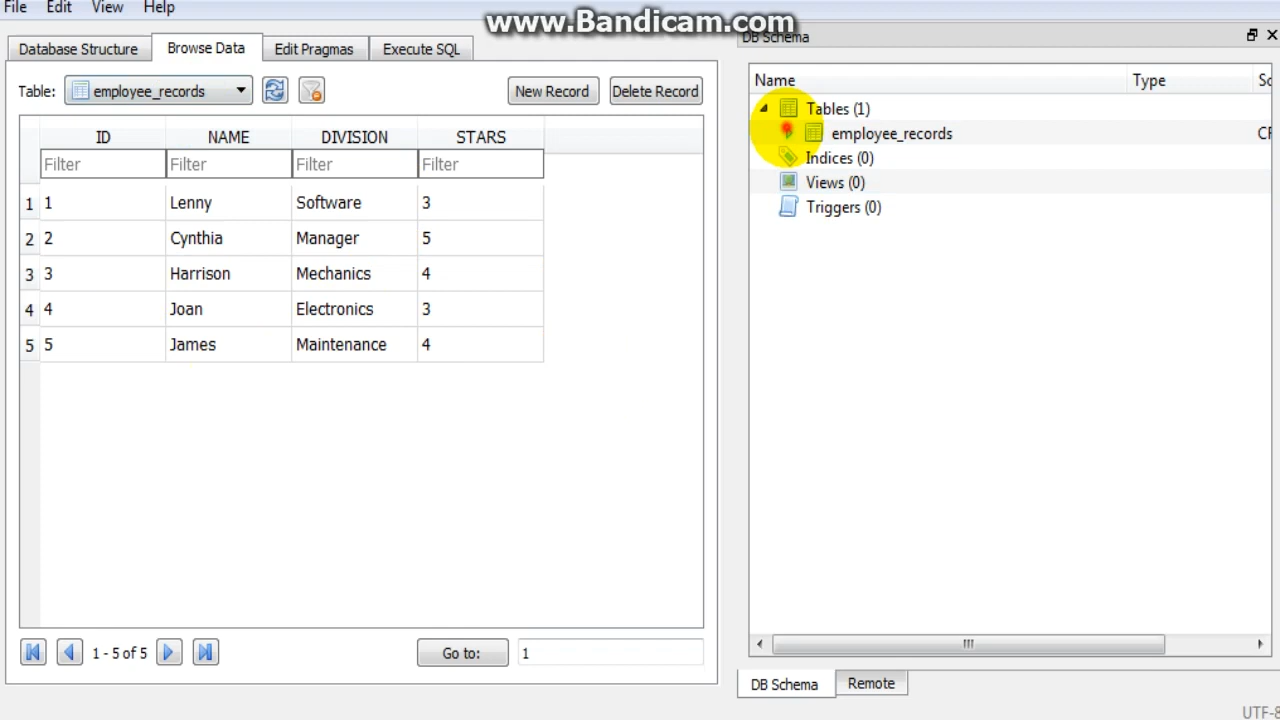 File Edit View Help
www.Bandicam.com
DB Schema
Database Structure Browse Data Edit Pragmas Execute SQL
Table: employee_records New Record Delete Record
ID NAME DIVISION STARS
Filter Filter Filter Filter
1 1 Lenny Software 3
2 2 Cynthia Manager 5
3 3 Harrison Mechanics 4
4 4 Joan Electronics 3
5 5 James Maintenance 4
1 - 5 of 5 Go to: 1
Name Type Sc
Tables (1)
employee_records CF
Indices (0)
Views (0)
Triggers (0)
DB Schema Remote
UTF-8